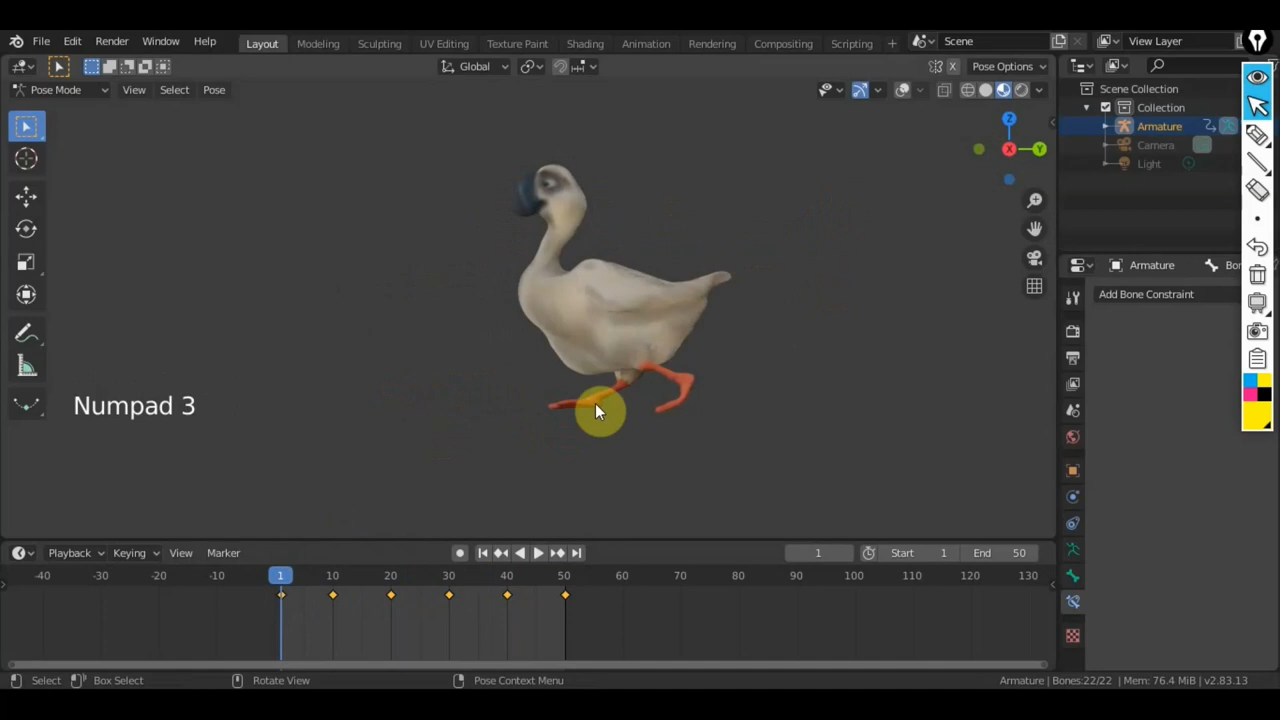 File Edit Render Window Help Layout Modeling Sculpting UV Editing Texture Paint Shading Animation Rendering Compositing Scripting + Scene View Layer
Global Pose Options
Pose Mode View Select Pose
Scene Collection
Collection
Armature
Camera
Light
Z
X Y
Armature Bon
Add Bone Constraint
Numpad 3
Playback Keying View Marker 1 Start 1 End 50
-40 -30 -20 -10 1 10 20 30 40 50 60 70 80 90 100 110 120 130
Select Box Select Rotate View Pose Context Menu Armature | Bones:22/22 | Mem: 76.4 MiB | v2.83.13